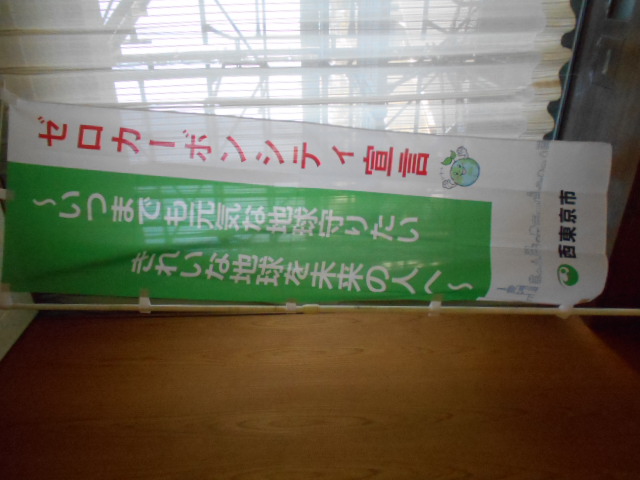 ゼロカーボンシティ宣言
～いつまでも元気な地球守りたい
きれいな地球を未来の人へ～
西東京市